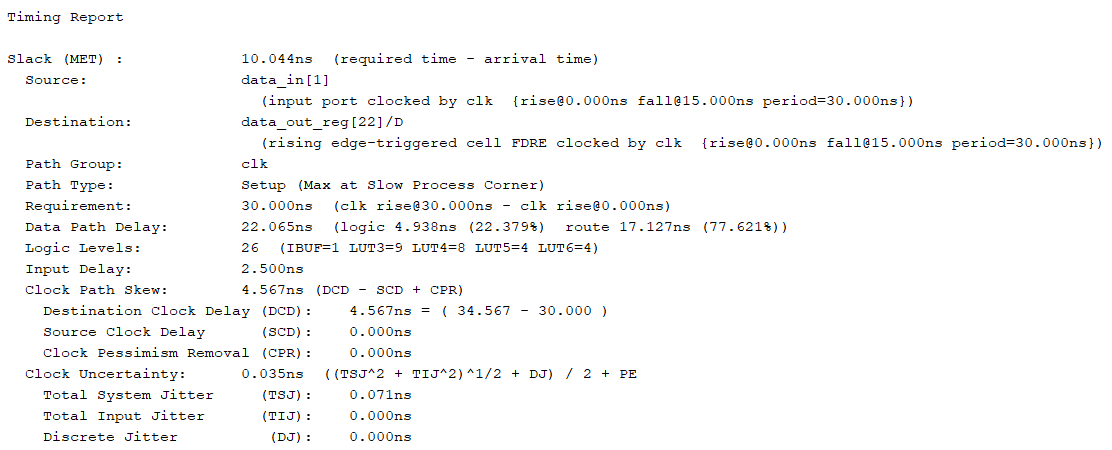 Timing Report
Slack (MET) :             10.044ns  (required time - arrival time)
  Source:                 data_in[1]
                            (input port clocked by clk  {rise@0.000ns fall@15.000ns period=30.000ns})
  Destination:            data_out_reg[22]/D
                            (rising edge-triggered cell FDRE clocked by clk  {rise@0.000ns fall@15.000ns period=30.000ns})
  Path Group:             clk
  Path Type:              Setup (Max at Slow Process Corner)
  Requirement:            30.000ns  (clk rise@30.000ns - clk rise@0.000ns)
  Data Path Delay:        22.065ns  (logic 4.938ns (22.379%)  route 17.127ns (77.621%))
  Logic Levels:           26  (IBUF=1 LUT3=9 LUT4=8 LUT5=4 LUT6=4)
  Input Delay:            2.500ns
  Clock Path Skew:        4.567ns (DCD - SCD + CPR)
    Destination Clock Delay (DCD):    4.567ns = ( 34.567 - 30.000 )
    Source Clock Delay      (SCD):    0.000ns
    Clock Pessimism Removal (CPR):    0.000ns
  Clock Uncertainty:      0.035ns  ((TSJ^2 + TIJ^2)^1/2 + DJ) / 2 + PE
    Total System Jitter     (TSJ):    0.071ns
    Total Input Jitter      (TIJ):    0.000ns
    Discrete Jitter          (DJ):    0.000ns